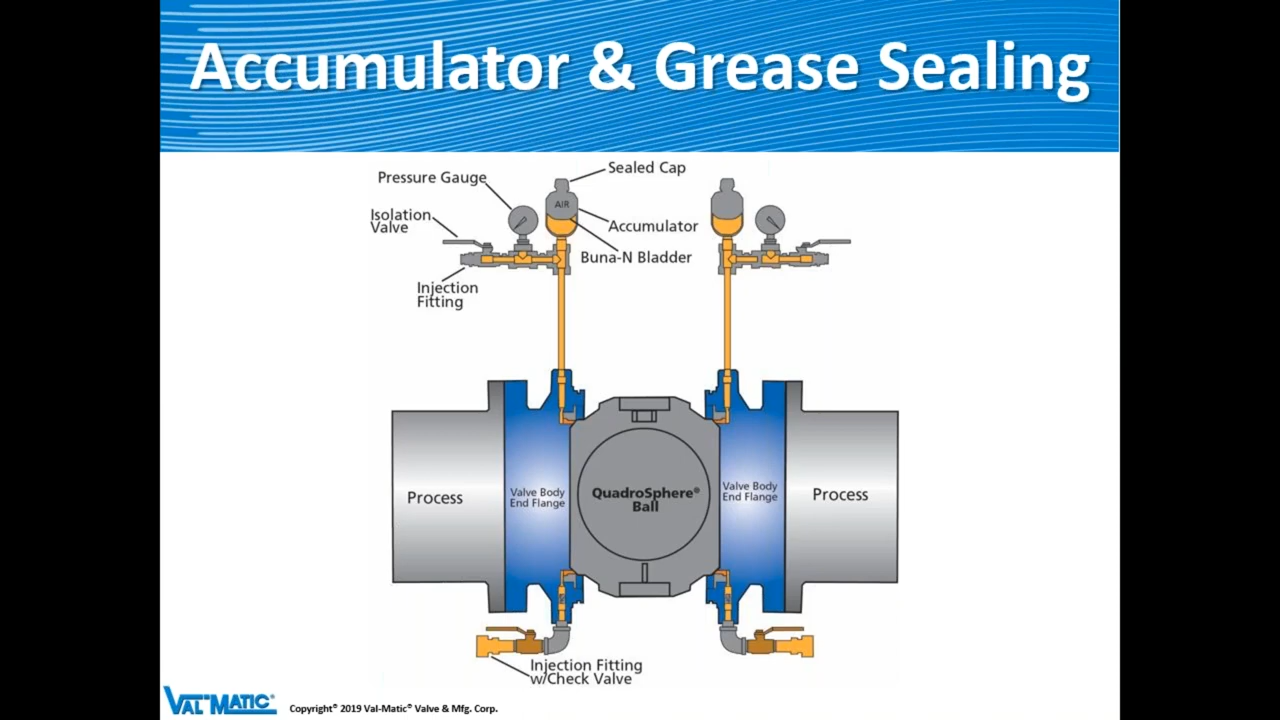 Accumulator & Grease Sealing
Sealed Cap
Pressure Gauge
AIR
Isolation
Valve
Accumulator
Buna-N Bladder
Injection
Fitting
Process
Valve Body
End Flange
QuadroSphere®
Ball
Valve Body
End Flange
Process
Injection Fitting
w/Check Valve
VAL-MATIC®
Copyright® 2019 Val-Matic® Valve & Mfg. Corp.